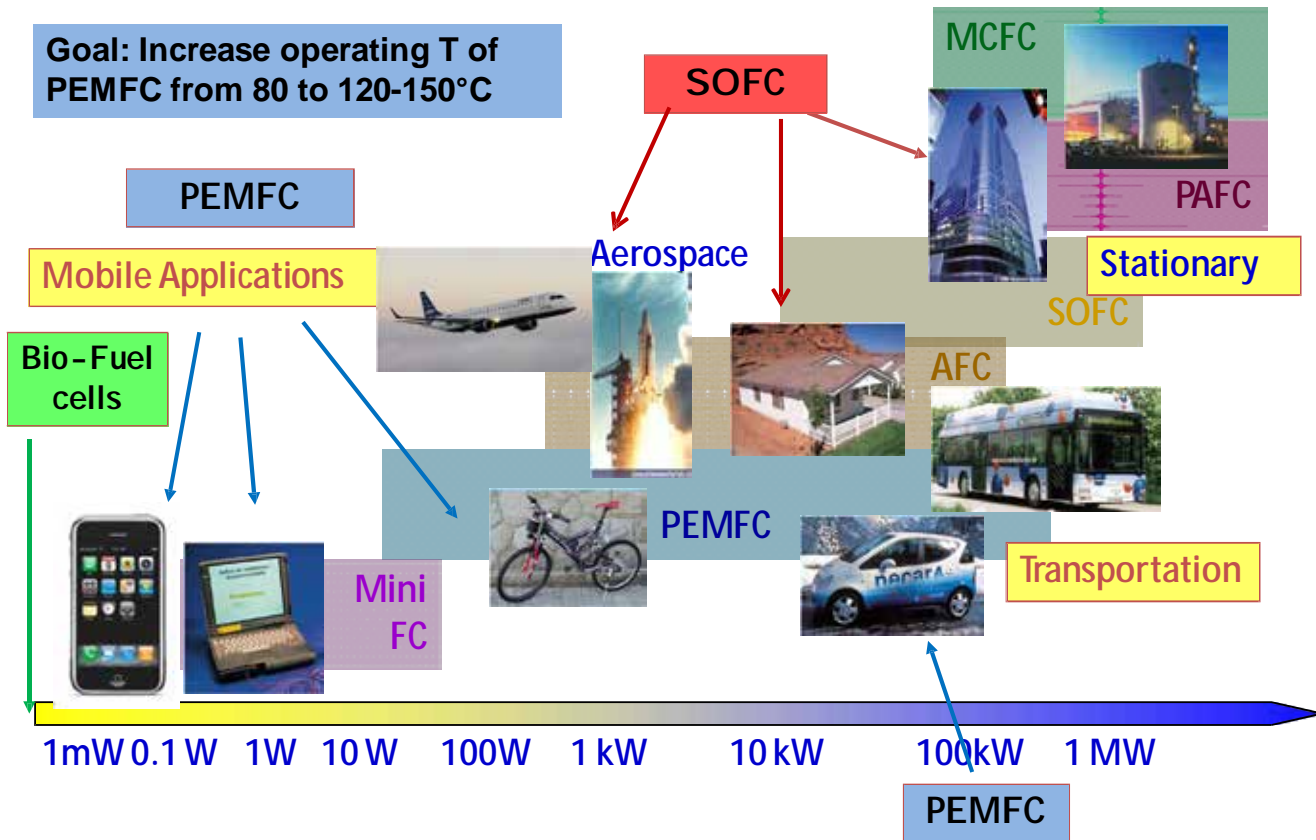 Goal: Increase operating T of
PEMFC from 80 to 120-150°C
MCFC
SOFC
PAFC
PEMFC
Aerospace
Mobile Applications
Stationary
SOFC
Bio-Fuel
cells
AFC
PEMFC
Mini
FC
necar
Transportation
1mW 0.1 W 1W 10 W 100W 1 kW 10 kW 100kW 1 MW
PEMFC